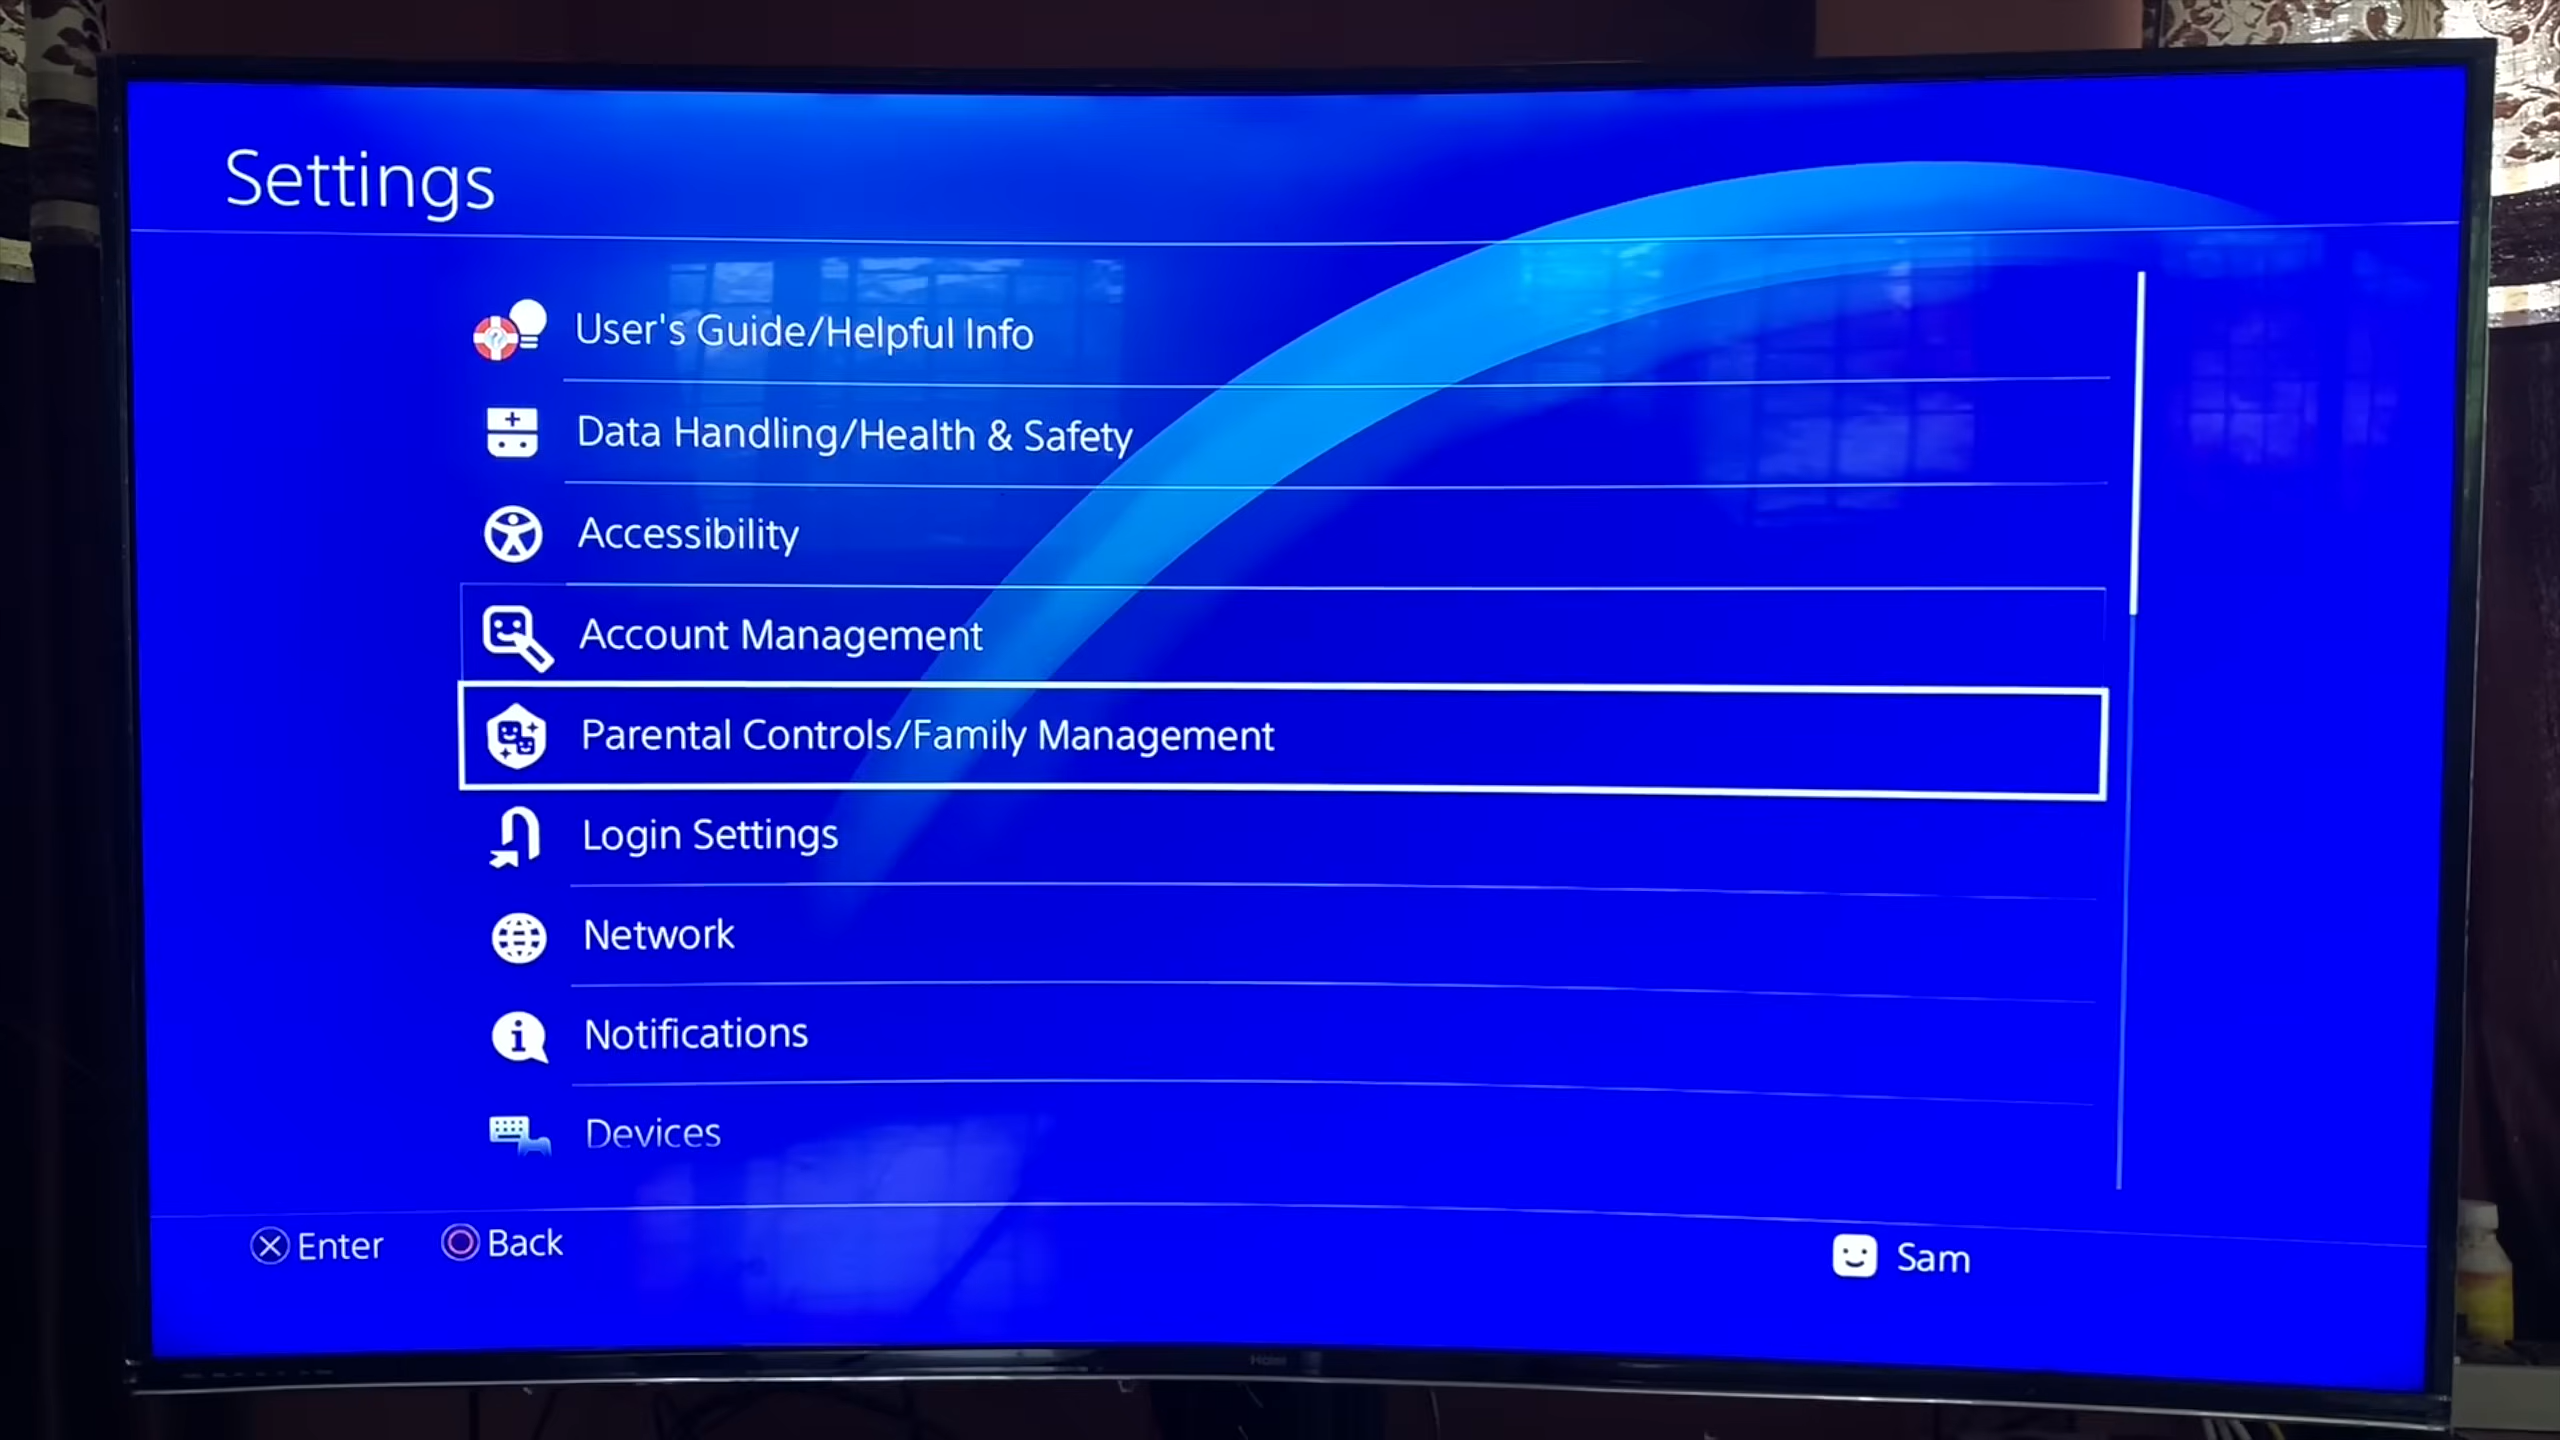 Settings
User's Guide/Helpful Info
Data Handling/Health & Safety
Accessibility
Account Management
Parental Controls/Family Management
Login Settings
Network
Notifications
Devices
Enter
Back
Sam
Haier